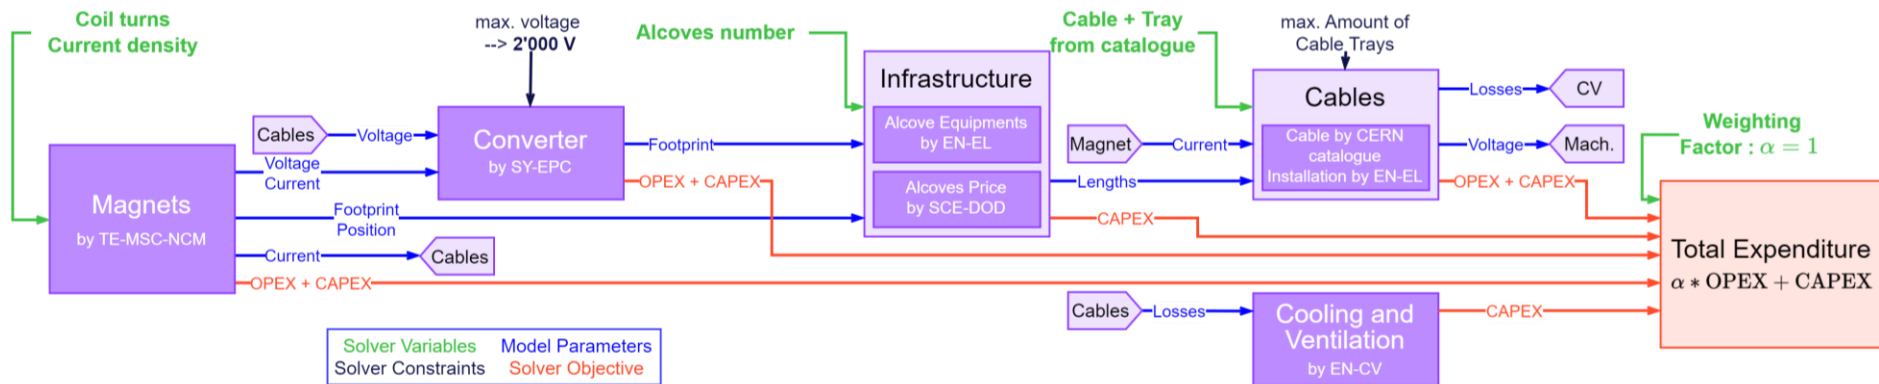 Coil turns
Current density
max. voltage
--> 2'000 V
Alcoves number
Cable + Tray
from catalogue
max. Amount of
Cable Trays
Weighting
Factor : α = 1
Magnets
by TE-MSC-NCM
Cables
Voltage
Voltage
Current
Converter
by SY-EPC
Footprint
OPEX + CAPEX
Footprint
Position
Current
Cables
OPEX + CAPEX
Infrastructure
Alcove Equipments
by EN-EL
Alcoves Price
by SCE-DOD
Magnet
Current
Lengths
CAPEX
Cables
Cable by CERN
catalogue
Installation by EN-EL
Losses
CV
Voltage
Mach.
OPEX + CAPEX
Cables
Losses
Cooling and
Ventilation
by EN-CV
CAPEX
Total Expenditure
α * OPEX + CAPEX
Solver Variables
Model Parameters
Solver Constraints
Solver Objective